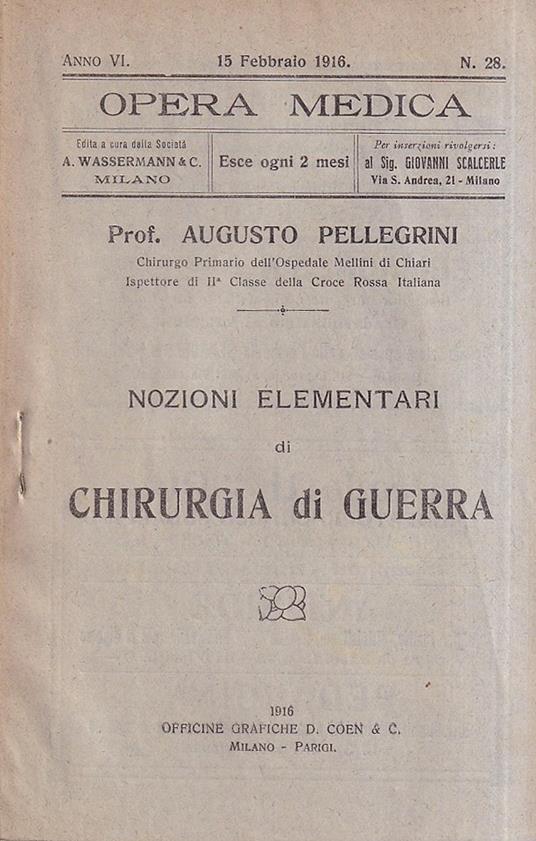 ANNO VI. 15 Febbraio 1916. N. 28.
OPERA MEDICA
Edita a cura della Società
A. WASSERMANN & C.
MILANO
Esce ogni 2 mesi
Per inserzioni rivolgersi:
al Sig. GIOVANNI SCALCERLE
Via S. Andrea, 21 - Milano
Prof. AUGUSTO PELLEGRINI
Chirurgo Primario dell'Ospedale Mellini di Chiari
Ispettore di IIª Classe della Croce Rossa Italiana
NOZIONI ELEMENTARI
di
CHIRURGIA di GUERRA
1916
OFFICINE GRAFICHE D. COEN & C.
MILANO - PARIGI.